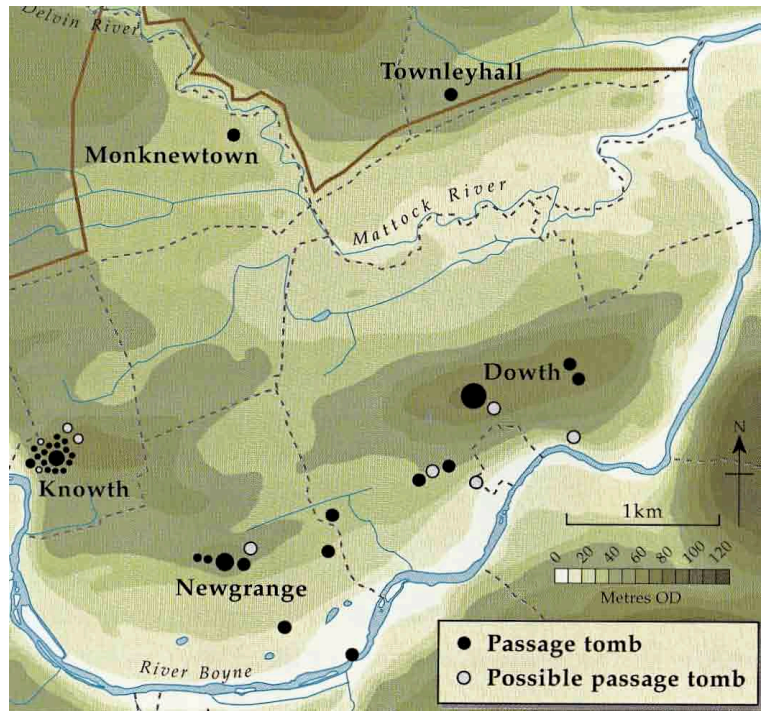 Delvin River
Townleyhall
Monknewtown
Mattock River
Dowth
N
Knowth
1km
0 20 40 60 80 100 120
Metres OD
Newgrange
River Boyne
Passage tomb
Possible passage tomb